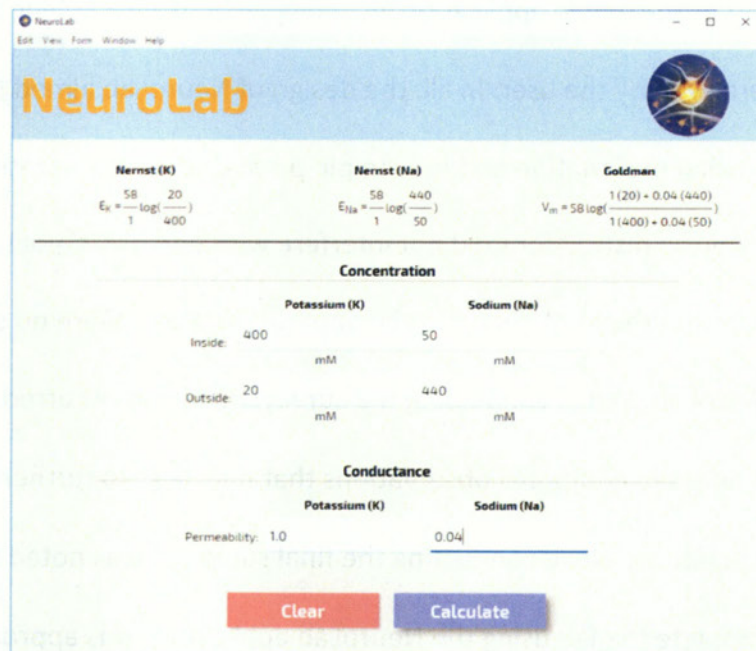 NeuroLab
Edit View Form Window Help
NeuroLab
Nernst (K) Nernst (Na) Goldman
E_K = 58/1 log(20/400) E_Na = 58/1 log(440/50) V_m = 58 log(1(20) + 0.04 (440)/1(400) + 0.04 (50))
Concentration
Potassium (K) Sodium (Na)
Inside: 400 50
mM mM
Outside: 20 440
mM mM
Conductance
Potassium (K) Sodium (Na)
Permeability: 1.0 0.04
Clear Calculate